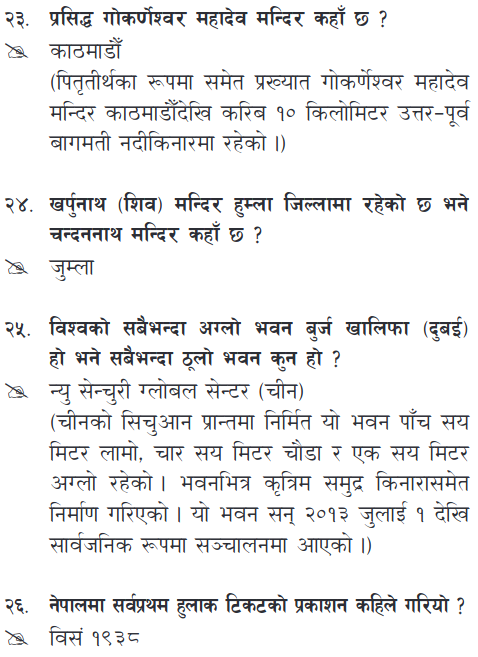 २३. प्रसिद्ध गोकर्णेश्वर महादेव मन्दिर कहाँ छ ?
काठमाडौँ
(पितृतीर्थका रूपमा समेत प्रख्यात गोकर्णेश्वर महादेव
मन्दिर काठमाडौँदेखि करिब १० किलोमिटर उत्तर-पूर्व
बागमती नदीकिनारमा रहेको ।)
२४. खर्पुनाथ (शिव) मन्दिर हुम्ला जिल्लामा रहेको छ भने
चन्दननाथ मन्दिर कहाँ छ ?
जुम्ला
२५. विश्वको सबैभन्दा अग्लो भवन बुर्ज खालिफा (दुबई)
हो भने सबैभन्दा ठूलो भवन कुन हो ?
न्यु सेन्चुरी ग्लोबल सेन्टर (चीन)
(चीनको सिचुआन प्रान्तमा निर्मित यो भवन पाँच सय
मिटर लामो, चार सय मिटर चौडा र एक सय मिटर
अग्लो रहेको । भवनभित्र कृत्रिम समुद्र किनारासमेत
निर्माण गरिएको । यो भवन सन् २०१३ जुलाई १ देखि
सार्वजनिक रूपमा सञ्चालनमा आएको ।)
२६. नेपालमा सर्वप्रथम हुलाक टिकटको प्रकाशन कहिले गरियो ?
विसं १९३८